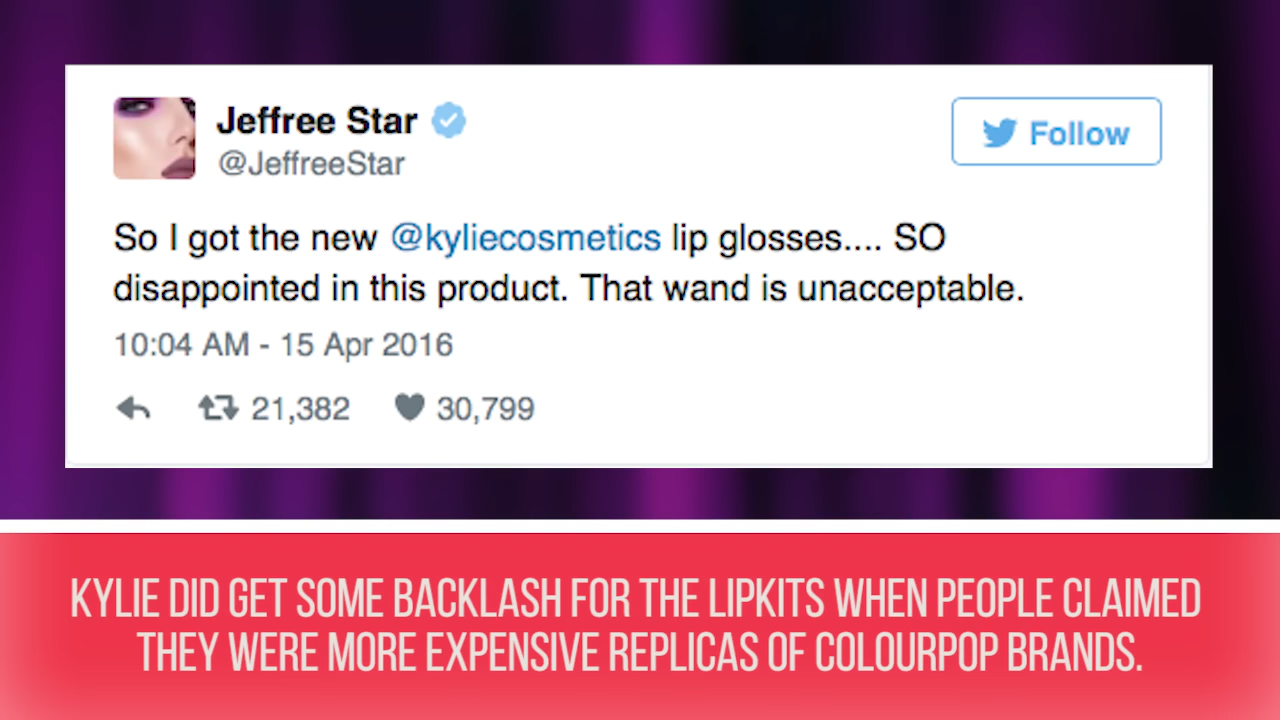 Jeffree Star
@JeffreeStar
Follow
So I got the new @kyliecosmetics lip glosses.... SO
disappointed in this product. That wand is unacceptable.
10:04 AM - 15 Apr 2016
21,382 30,799
KYLIE DID GET SOME BACKLASH FOR THE LIPKITS WHEN PEOPLE CLAIMED
THEY WERE MORE EXPENSIVE REPLICAS OF COLOURPOP BRANDS.